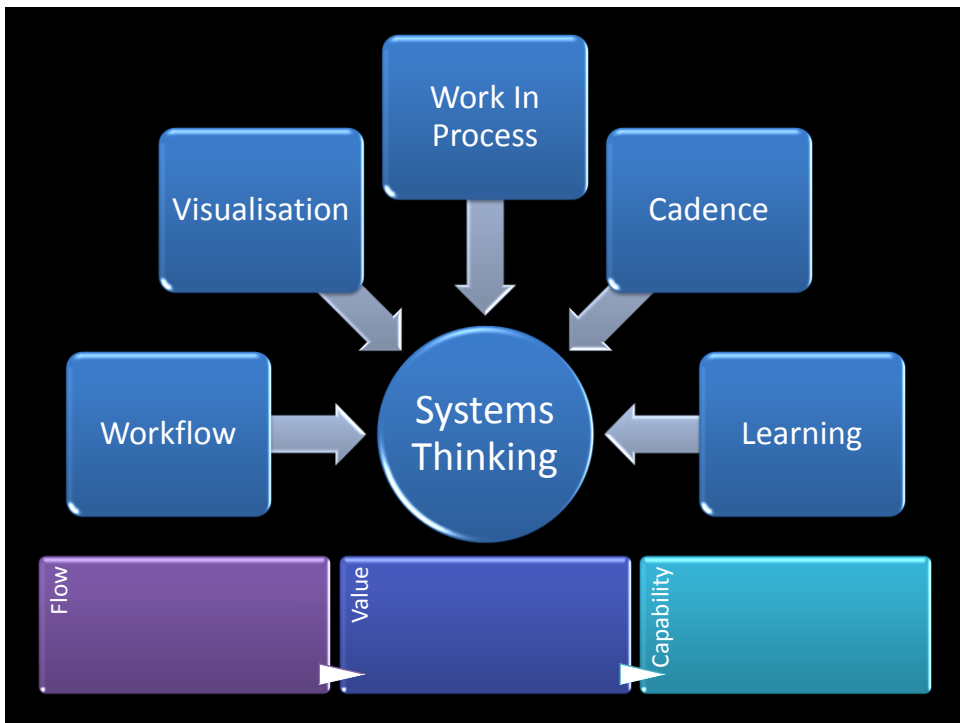 Work In
Process
Visualisation
Cadence
Workflow
Systems
Thinking
Learning
Flow
Value
Capability